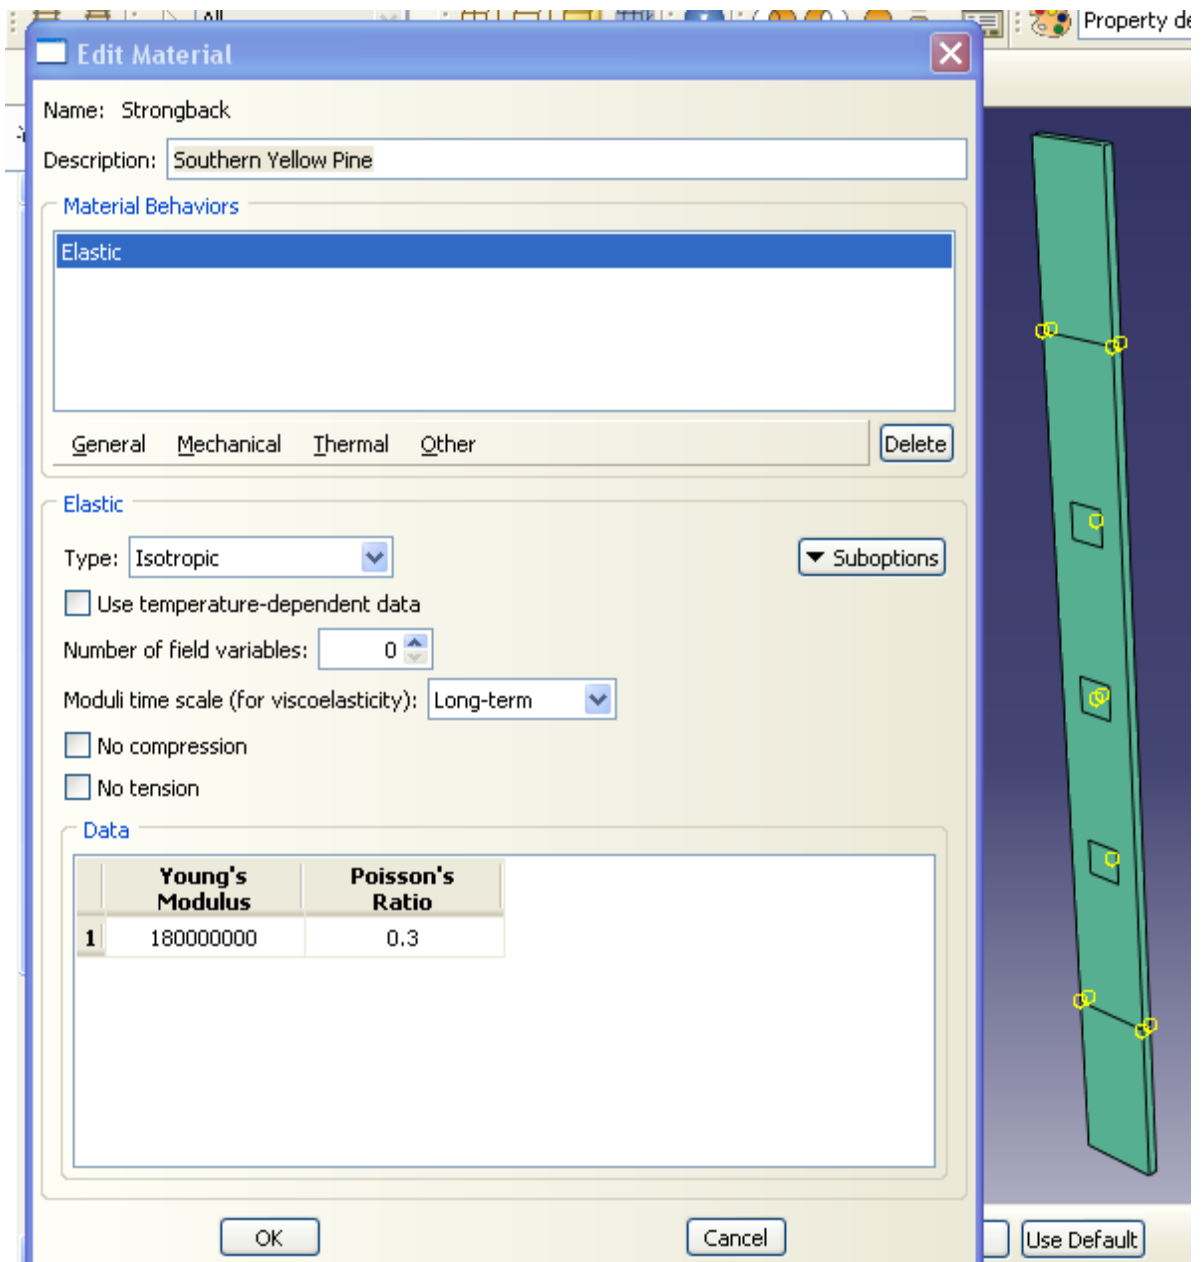 All
Property de
Edit Material
Name: Strongback
Description: Southern Yellow Pine
Material Behaviors
Elastic
General Mechanical Thermal Other Delete
Elastic
Type: Isotropic Suboptions
Use temperature-dependent data
Number of field variables: 0
Moduli time scale (for viscoelasticity): Long-term
No compression
No tension
Data
Young's Modulus Poisson's Ratio
1 180000000 0.3
OK Cancel Use Default